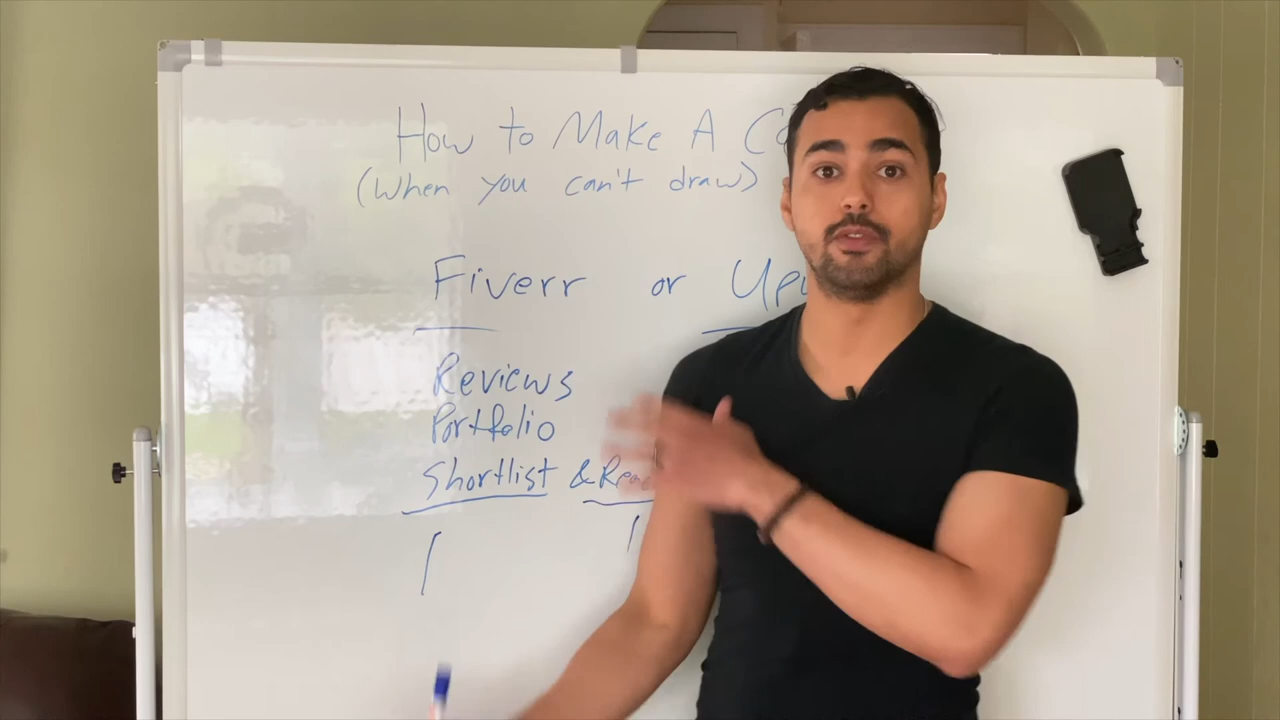 How to Make A
(When you can't draw)
Fiverr or
Reviews
Portfolio
Shortlist &